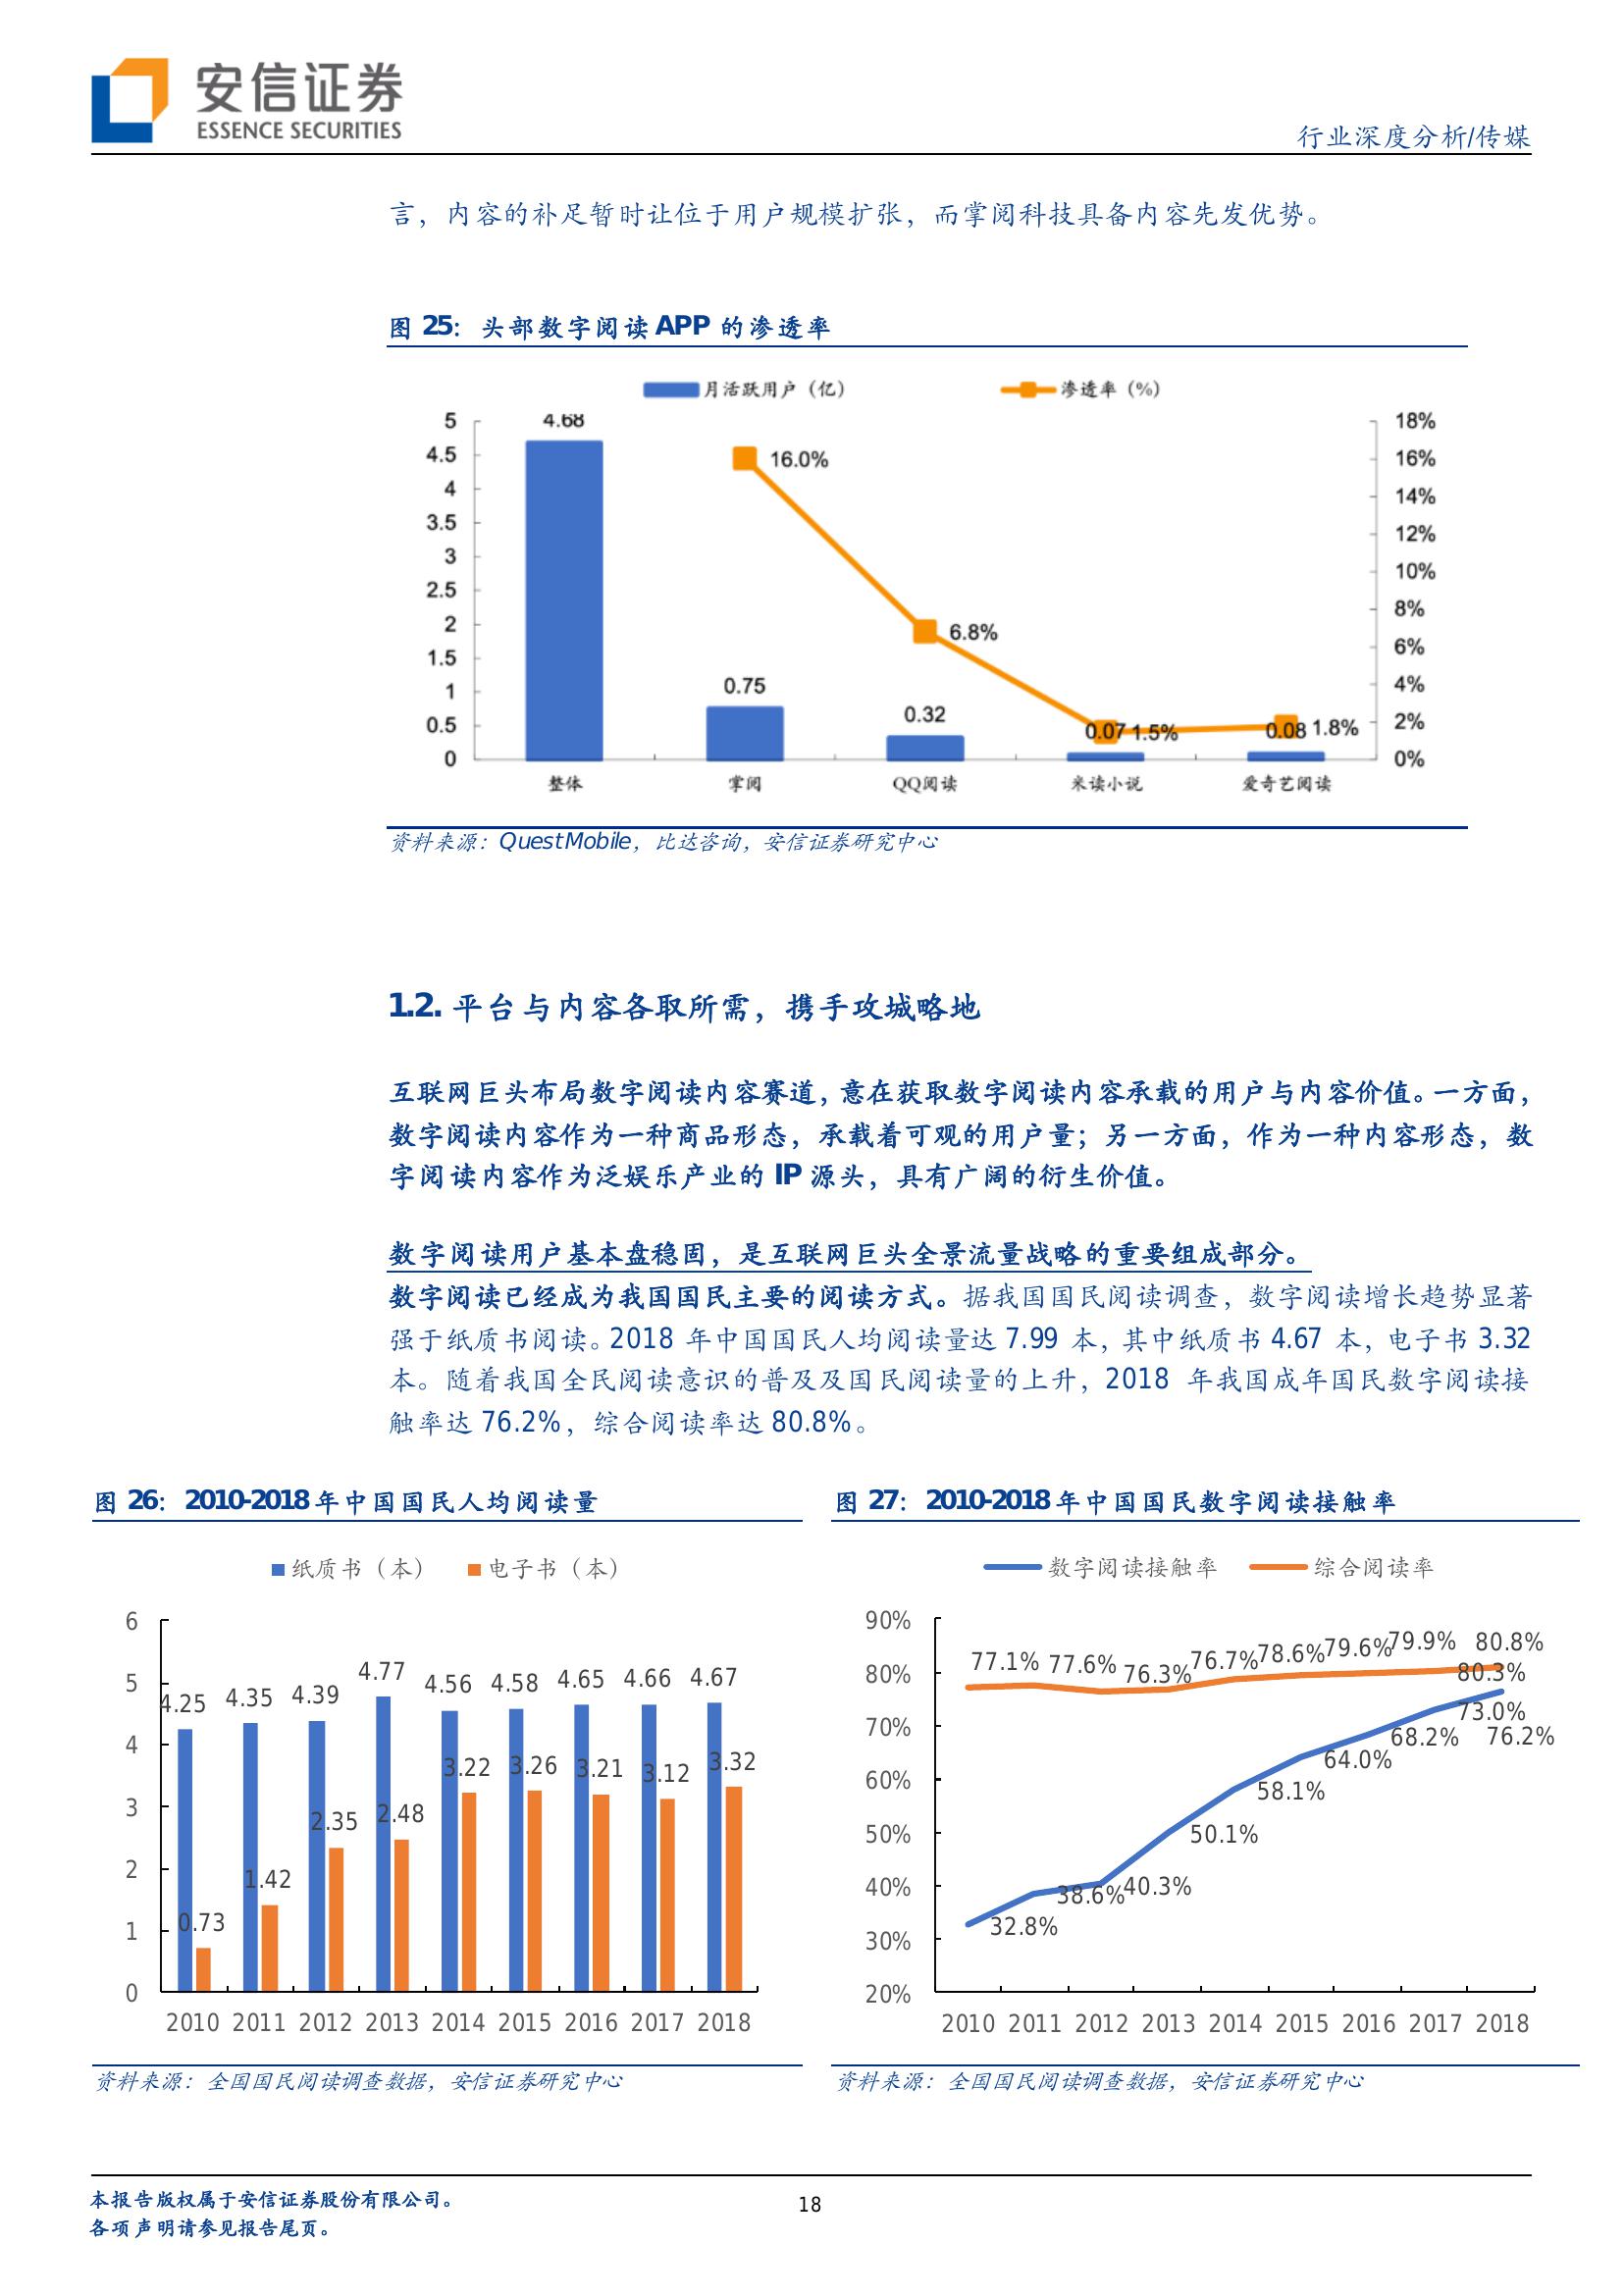 安信证券
ESSENCE SECURITIES
行业深度分析/传媒
言，内容的补足暂时让位于用户规模扩张，而掌阅科技具备内容先发优势。
图 25：头部数字阅读 APP 的渗透率
月活跃用户（亿） 渗透率（%）
5 4.68 18%
4.5 16.0% 16%
4 14%
3.5 12%
3 10%
2.5 8%
2 6.8% 6%
1.5 4%
1 0.75 2%
0.5 0.32 0.07 1.5% 0.08 1.8%
0 0%
整体 掌阅 QQ阅读 米读小说 爱奇艺阅读
资料来源：QuestMobile，比达咨询，安信证券研究中心
1.2. 平台与内容各取所需，携手攻城略地
互联网巨头布局数字阅读内容赛道，意在获取数字阅读内容承载的用户与内容价值。一方面，
数字阅读内容作为一种商品形态，承载着可观的用户量；另一方面，作为一种内容形态，数
字阅读内容作为泛娱乐产业的 IP 源头，具有广阔的衍生价值。
数字阅读用户基本盘稳固，是互联网巨头全景流量战略的重要组成部分。
数字阅读已经成为我国国民主要的阅读方式。据我国国民阅读调查，数字阅读增长趋势显著
强于纸质书阅读。2018 年中国国民人均阅读量达 7.99 本，其中纸质书 4.67 本，电子书 3.32
本。随着我国全民阅读意识的普及及国民阅读量的上升，2018 年我国成年国民数字阅读接
触率达 76.2%，综合阅读率达 80.8%。
图 26：2010-2018 年中国国民人均阅读量
纸质书（本） 电子书（本）
6
5
4
3
2
1
0
4.25 4.35 4.39 4.77 4.56 4.58 4.65 4.66 4.67
0.73 1.42 2.35 2.48 3.22 3.26 3.21 3.12 3.32
2010 2011 2012 2013 2014 2015 2016 2017 2018
资料来源：全国国民阅读调查数据，安信证券研究中心
图 27：2010-2018 年中国国民数字阅读接触率
数字阅读接触率 综合阅读率
90%
80%
70%
60%
50%
40%
30%
20%
77.1% 77.6% 76.3% 76.7% 78.6% 79.6% 79.9% 80.3% 80.8%
32.8% 38.6% 40.3% 50.1% 58.1% 64.0% 68.2% 73.0% 76.2%
2010 2011 2012 2013 2014 2015 2016 2017 2018
资料来源：全国国民阅读调查数据，安信证券研究中心
本报告版权属于安信证券股份有限公司。
各项声明请参见报告尾页。
18